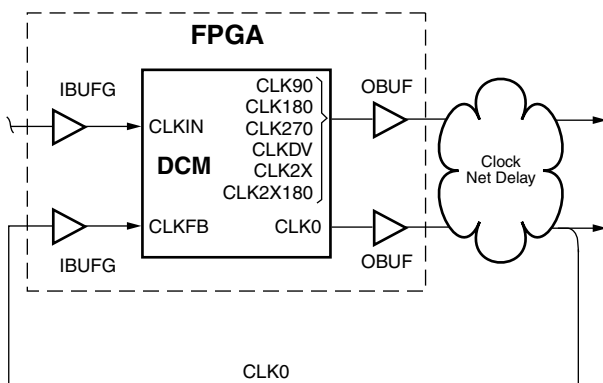 FPGA
IBUFG
CLKIN
DCM
CLK90
CLK180
CLK270
CLKDV
CLK2X
CLK2X180
OBUF
Clock
Net Delay
CLKFB
CLK0
IBUFG
OBUF
CLK0